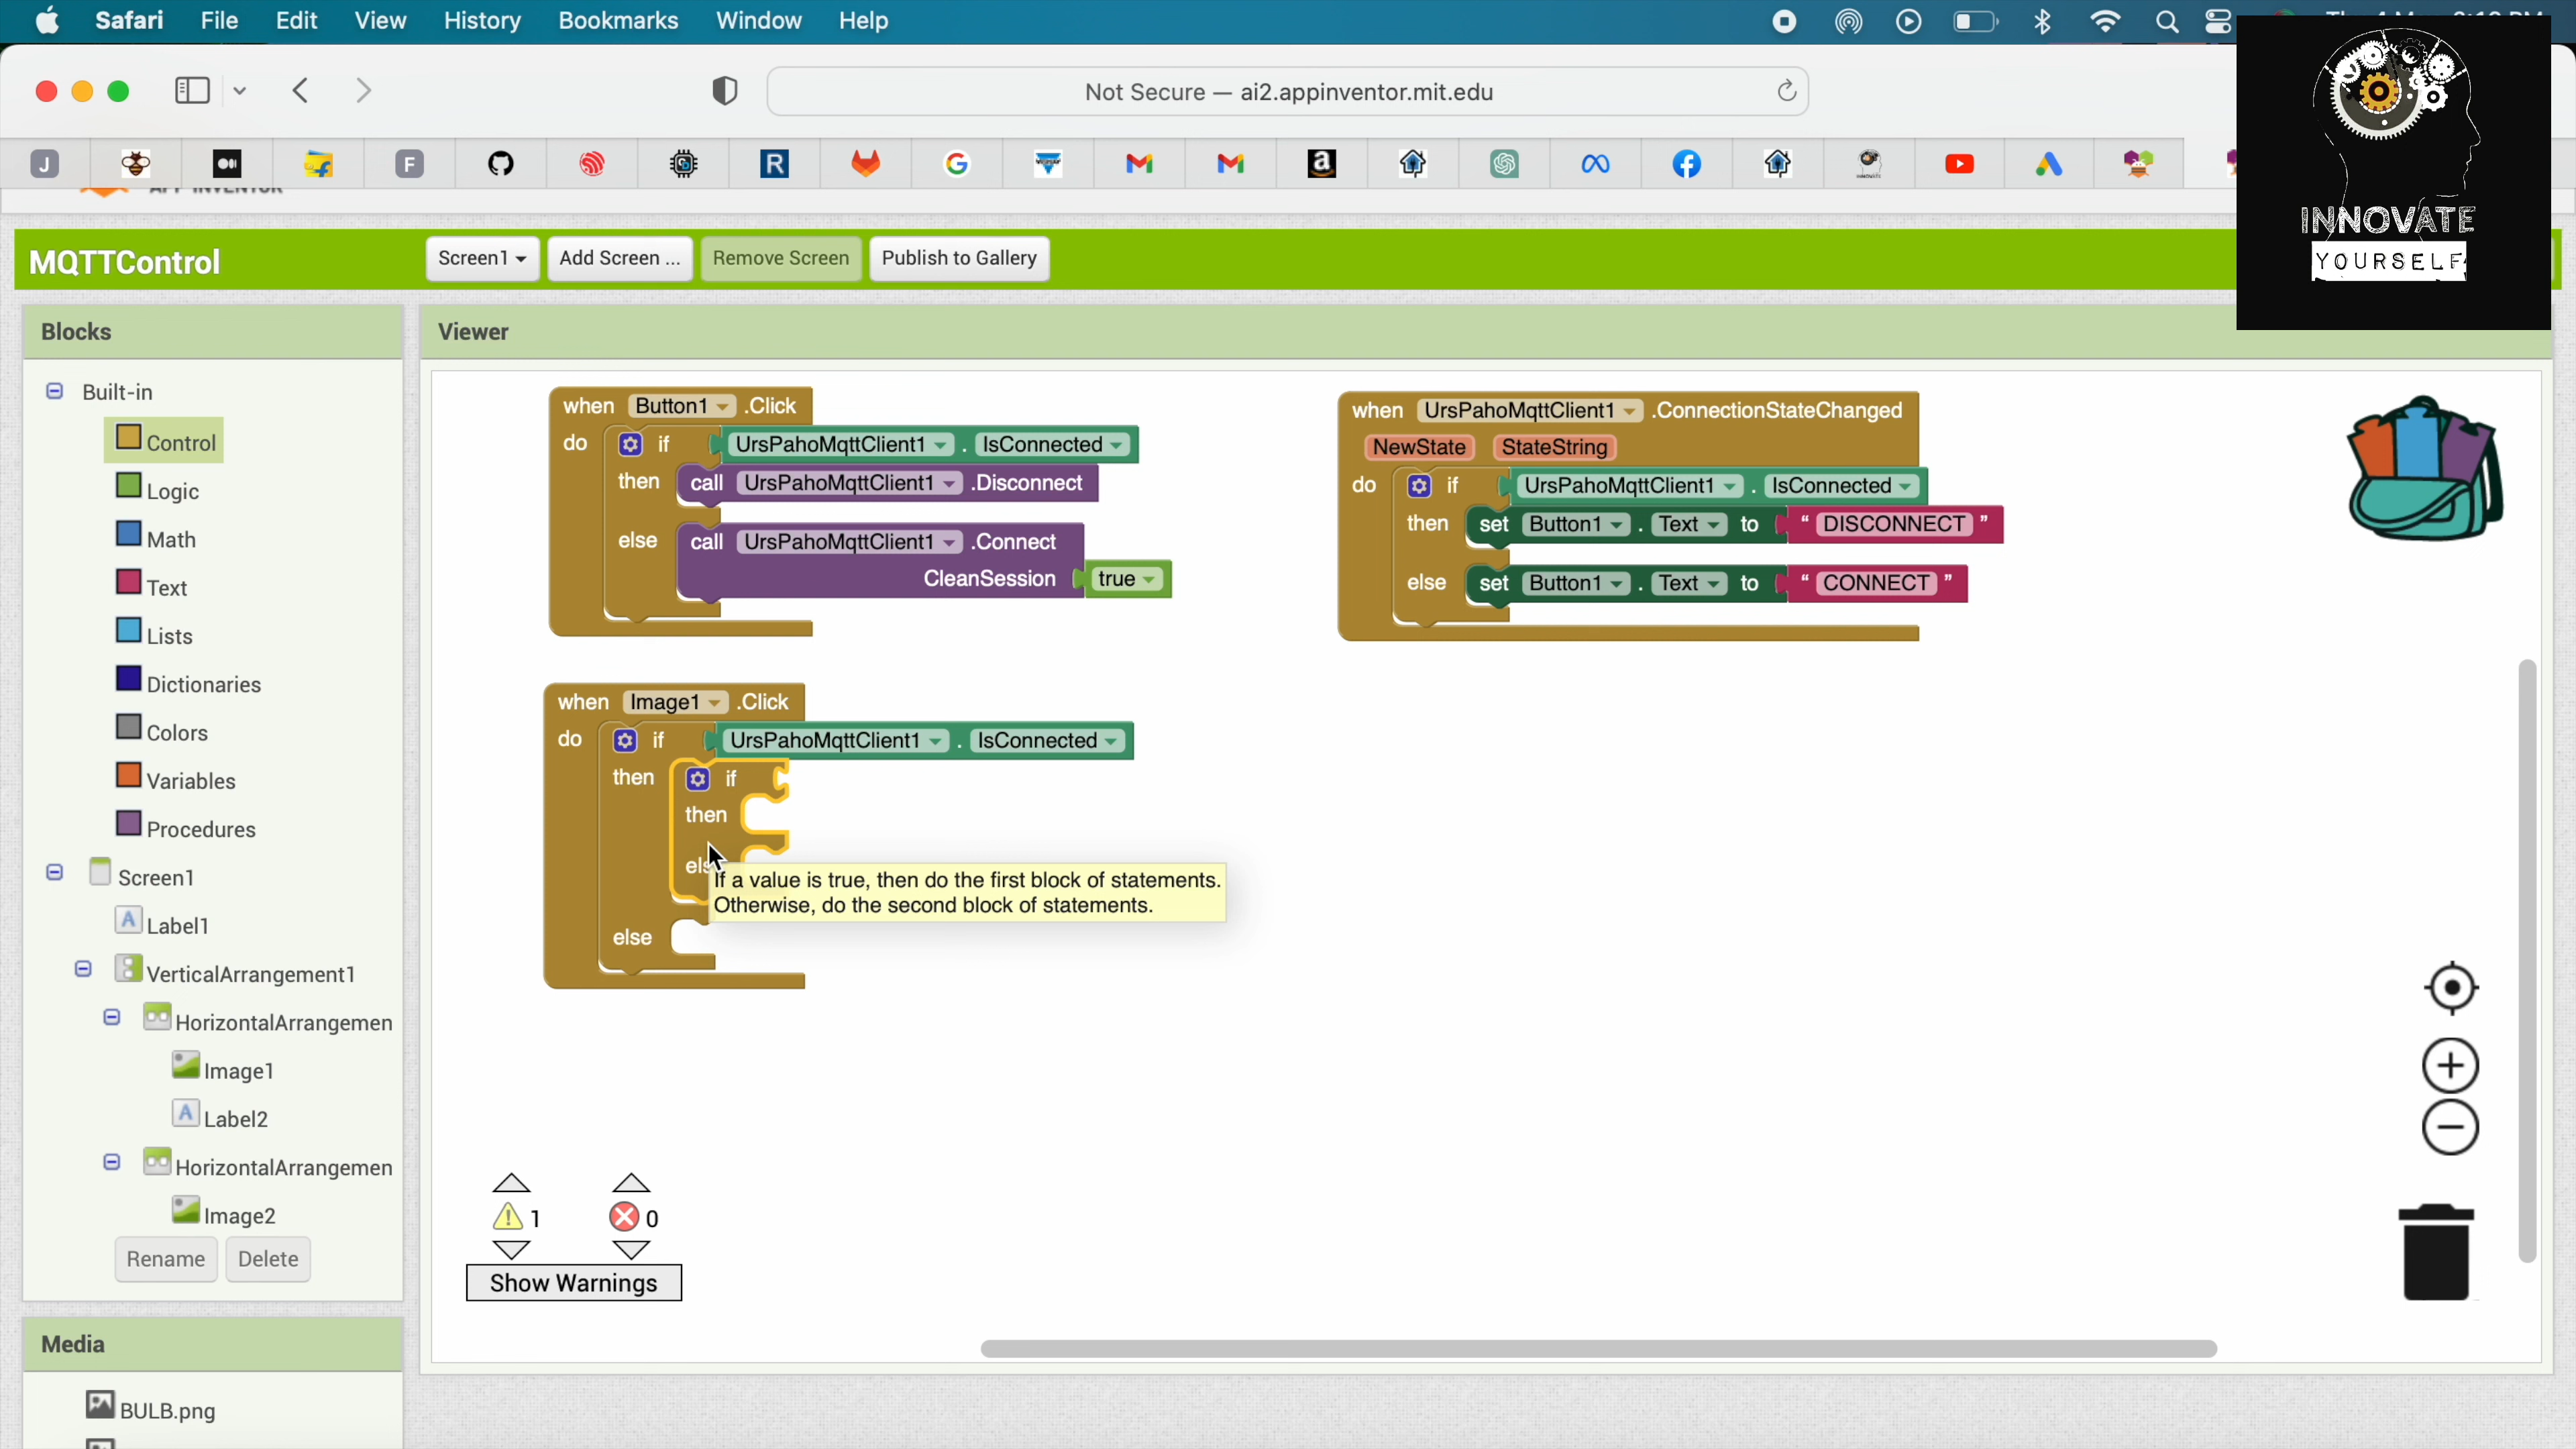 Safari File Edit View History Bookmarks Window Help
Not Secure — ai2.appinventor.mit.edu
J
F
R
APP INVENTOR
INNOVATE
YOURSELF
MQTTControl
Screen1
Add Screen ...
Remove Screen
Publish to Gallery
Blocks
Viewer
Built-in
Control
Logic
Math
Text
Lists
Dictionaries
Colors
Variables
Procedures
Screen1
Label1
VerticalArrangement1
HorizontalArrangemen
Image1
Label2
HorizontalArrangemen
Image2
Rename Delete
Media
BULB.png
when Button1 .Click
do if UrsPahoMqttClient1 . IsConnected
then call UrsPahoMqttClient1 .Disconnect
else call UrsPahoMqttClient1 .Connect
CleanSession true
when UrsPahoMqttClient1 .ConnectionStateChanged
NewState StateString
do if UrsPahoMqttClient1 . IsConnected
then set Button1 . Text to “ DISCONNECT ”
else set Button1 . Text to “ CONNECT ”
when Image1 .Click
do if UrsPahoMqttClient1 . IsConnected
then if
then
If a value is true, then do the first block of statements.
Otherwise, do the second block of statements.
else
1 0
Show Warnings